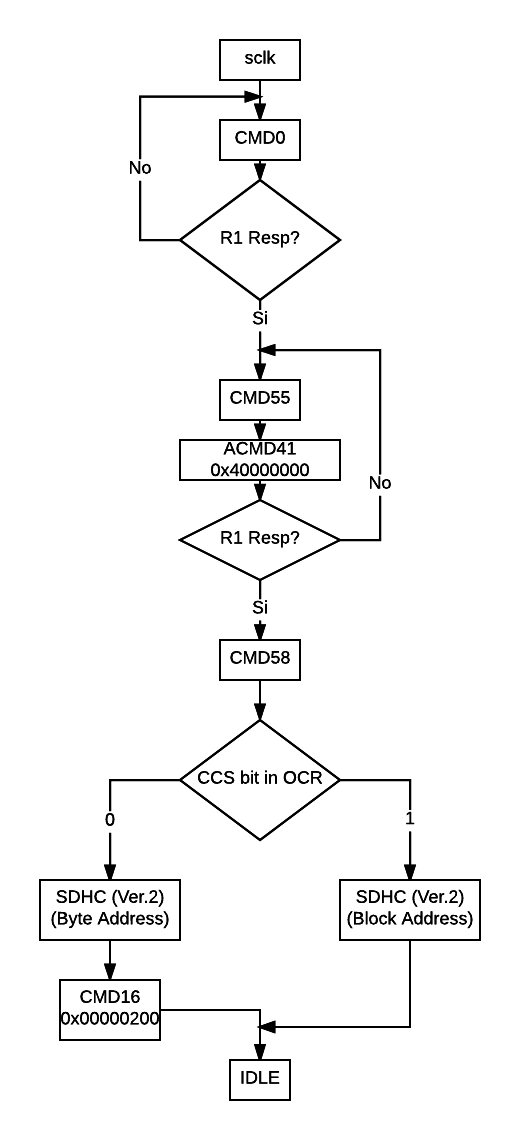 sclk
CMD0
No
R1 Resp?
Si
CMD55
ACMD41
0x40000000
No
R1 Resp?
Si
CMD58
CCS bit in OCR
0
1
SDHC (Ver.2)
(Byte Address)
SDHC (Ver.2)
(Block Address)
CMD16
0x00000200
IDLE